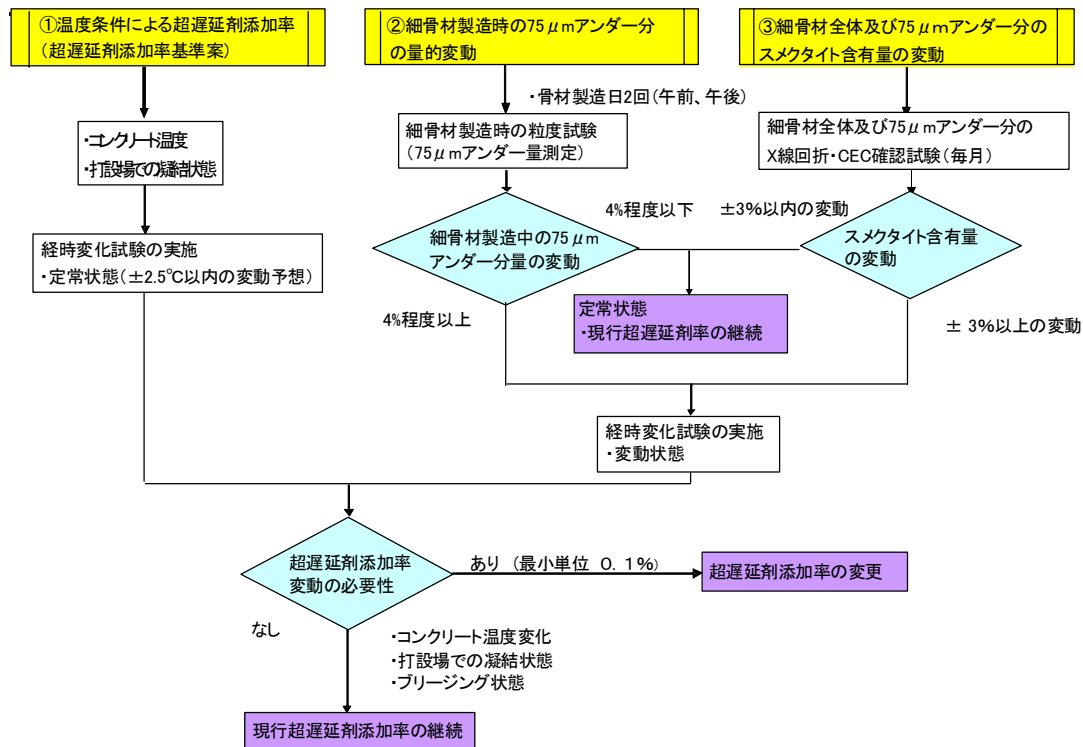 ①温度条件による超遅延剤添加率
（超遅延剤添加率基準案）
②細骨材製造時の75μmアンダー分
の量的変動
③細骨材全体及び75μmアンダー分の
スメクタイト含有量の変動
・骨材製造日2回（午前、午後）
・コンクリート温度
・打設場での凝結状態
細骨材製造時の粒度試験
（75μmアンダー量測定）
細骨材全体及び75μmアンダー分の
X線回折・CEC確認試験（毎月）
経時変化試験の実施
・定常状態（±2.5℃以内の変動予想）
細骨材製造中の75μm
アンダー分量の変動
4%程度以下
±3%以内の変動
スメクタイト含有量
の変動
4%程度以上
定常状態
・現行超遅延剤率の継続
± 3%以上の変動
経時変化試験の実施
・変動状態
超遅延剤添加率
変動の必要性
あり （最小単位 0．1%）
超遅延剤添加率の変更
なし
・コンクリート温度変化
・打設場での凝結状態
・ブリージング状態
現行超遅延剤添加率の継続